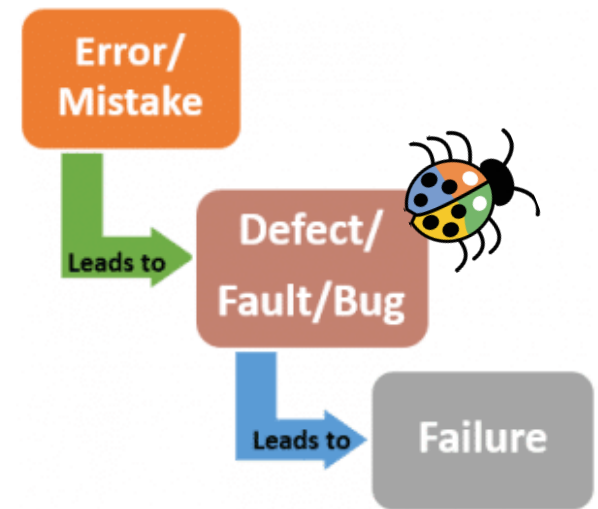 Error/
Mistake
Leads to
Defect/
Fault/Bug
Leads to
Failure